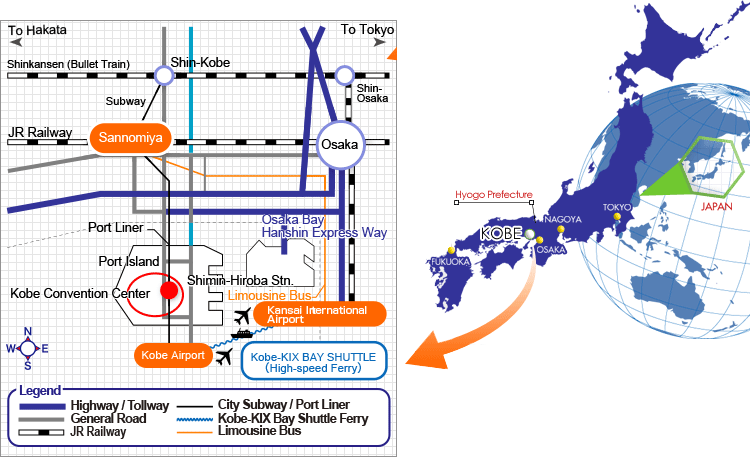 To Hakata
To Tokyo
Shinkansen (Bullet Train)
Shin-Kobe
Shin-
Osaka
Subway
JR Railway
Sannomiya
Osaka
Osaka Bay
Hanshin Express Way
Port Liner
Port Island
Shimin-Hiroba Stn.
Kobe Convention Center
Limousine Bus
Kansai International
Airport
Kobe Airport
Kobe-KIX BAY SHUTTLE
(High-speed Ferry)
N
W E
S
Legend
Highway / Tollway
City Subway / Port Liner
General Road
Kobe-KIX Bay Shuttle Ferry
JR Railway
Limousine Bus
Hyogo Prefecture
KOBE
NAGOYA
TOKYO
OSAKA
FUKUOKA
JAPAN